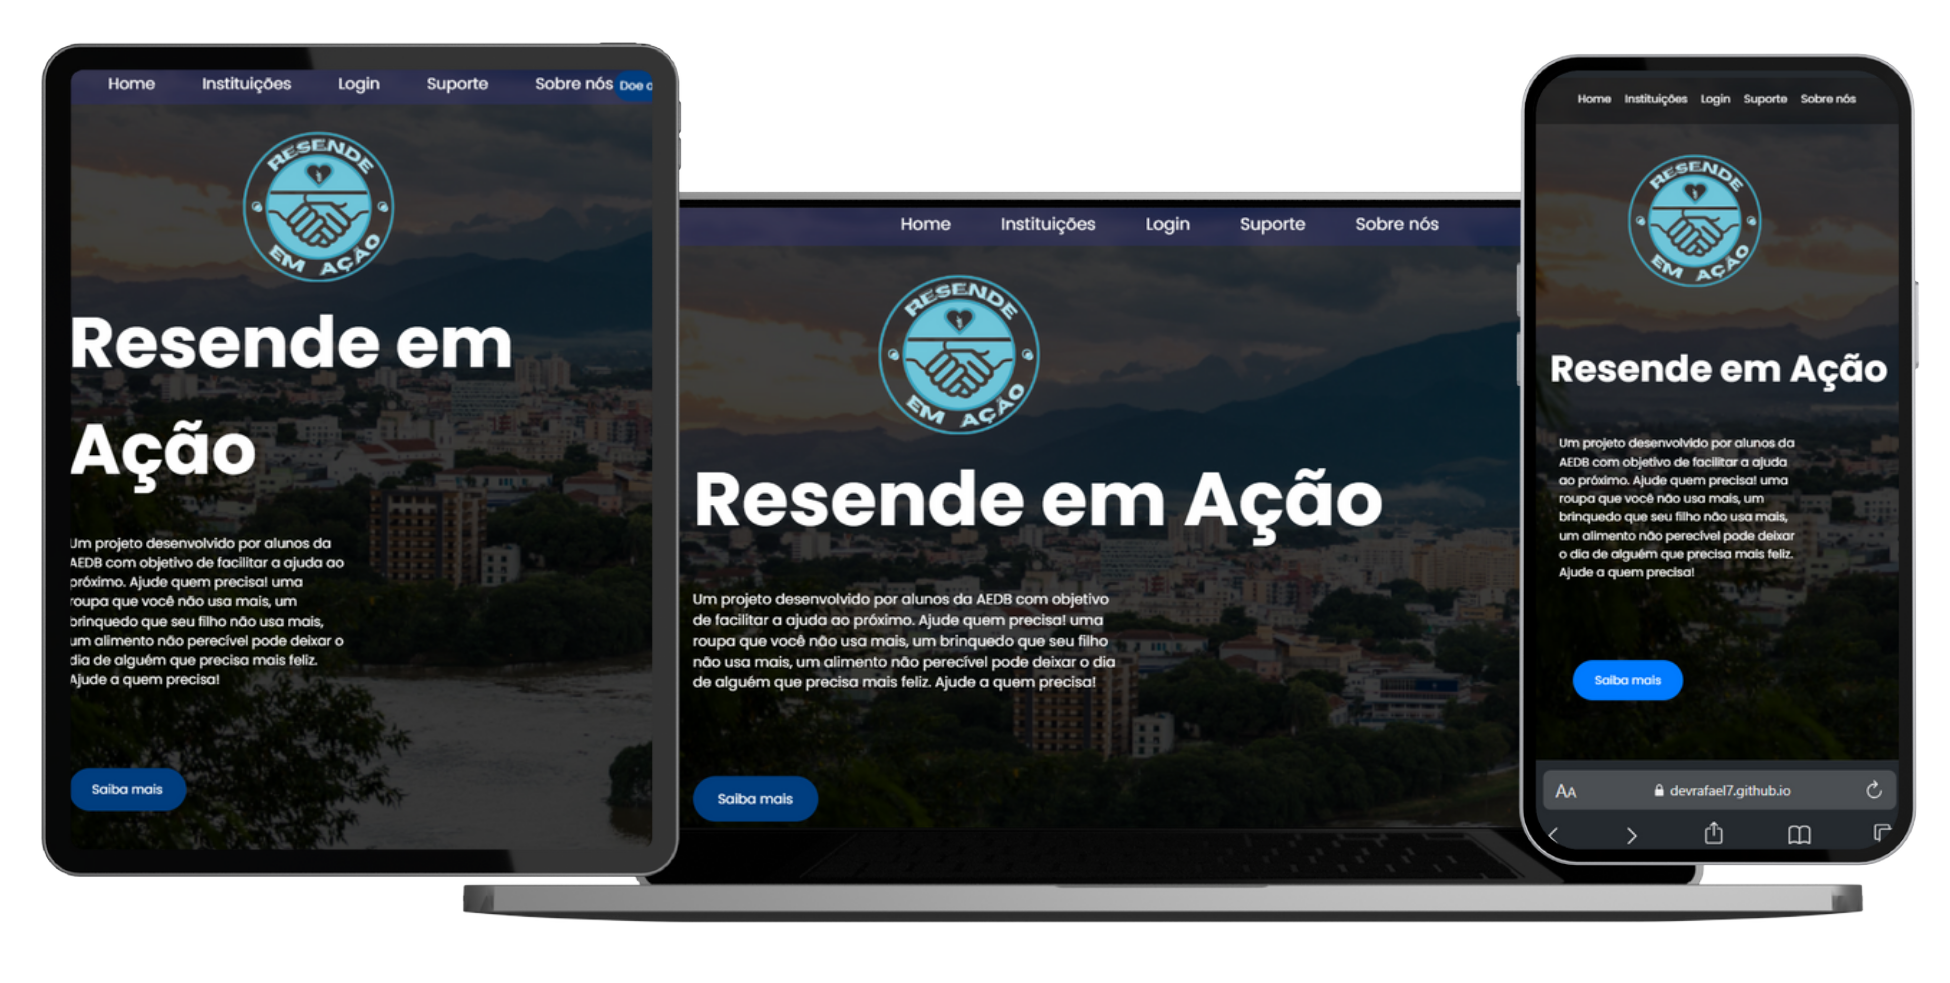 Home Instituições Login Suporte Sobre nós Doe
RESENDE
EM AÇÃO
Resende em
Ação
Um projeto desenvolvido por alunos da
AEDB com objetivo de facilitar a ajuda ao
próximo. Ajude quem precisa! uma
roupa que você não usa mais, um
brinquedo que seu filho não usa mais,
um alimento não perecível pode deixar o
dia de alguém que precisa mais feliz.
Ajude a quem precisa!
Saiba mais
Home Instituições Login Suporte Sobre nós
RESENDE
EM AÇÃO
Resende em Ação
Um projeto desenvolvido por alunos da AEDB com objetivo
de facilitar a ajuda ao próximo. Ajude quem precisa! uma
roupa que você não usa mais, um brinquedo que seu filho
não usa mais, um alimento não perecível pode deixar o dia
de alguém que precisa mais feliz. Ajude a quem precisa!
Saiba mais
Home Instituições Login Suporte Sobre nós
RESENDE
EM AÇÃO
Resende em Ação
Um projeto desenvolvido por alunos da
AEDB com objetivo de facilitar a ajuda
ao próximo. Ajude quem precisa! uma
roupa que você não usa mais, um
brinquedo que seu filho não usa mais,
um alimento não perecível pode deixar
o dia de alguém que precisa mais feliz.
Ajude a quem precisa!
Saiba mais
AA devrafael7.github.io